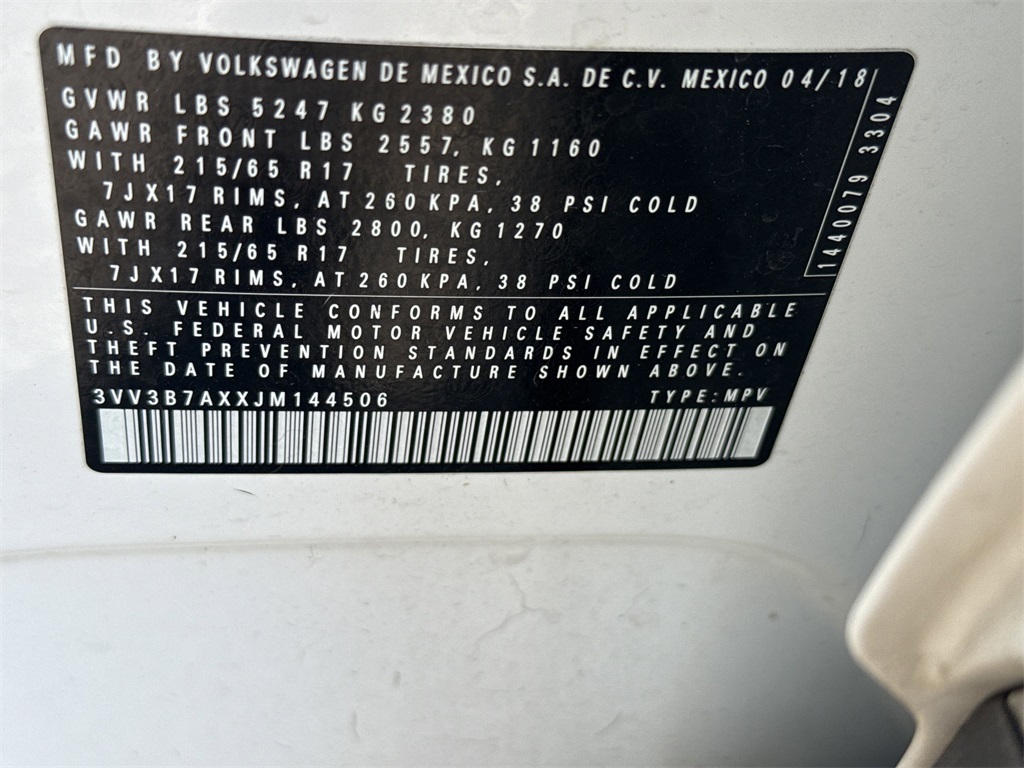 MFD BY VOLKSWAGEN DE MEXICO S.A. DE C.V. MEXICO 04/18
GVWR LBS 5247 KG 2380
GAWR FRONT LBS 2557, KG 1160
WITH 215/65 R17 TIRES,
7JX17 RIMS, AT 260 KPA, 38 PSI COLD
GAWR REAR LBS 2800, KG 1270
WITH 215/65 R17 TIRES,
7JX17 RIMS, AT 260 KPA, 38 PSI COLD
1440079 3304
THIS VEHICLE CONFORMS TO ALL APPLICABLE
U.S. FEDERAL MOTOR VEHICLE SAFETY AND
THEFT PREVENTION STANDARDS IN EFFECT ON
THE DATE OF MANUFACTURE SHOWN ABOVE.
3VV3B7AXXJM144506 TYPE: MPV